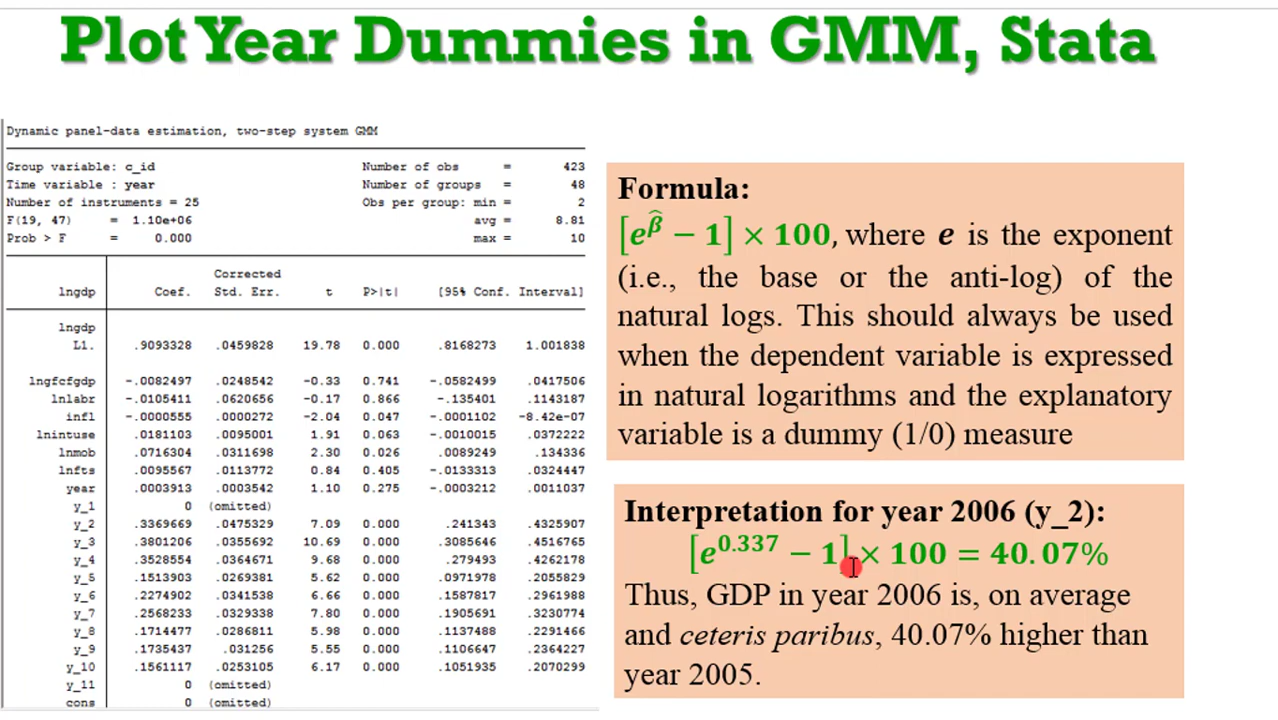 Plot Year Dummies in GMM, Stata
Dynamic panel-data estimation, two-step system GMM
Group variable: c_id Number of obs = 423
Time variable : year Number of groups = 48
Number of instruments = 25 Obs per group: min = 2
F(19, 47) = 1.10e+06 avg = 8.81
Prob > F = 0.000 max = 10
Corrected
lngdp Coef. Std. Err. t P>|t| [95% Conf. Interval]
lngdp
L1. .9093328 .0459828 19.78 0.000 .8168273 1.001838
lngfcfgdp -.0082497 .0248542 -0.33 0.741 -.0582499 .0417506
lnlabr -.0105411 .0620656 -0.17 0.866 -.135401 .1143187
infl -.0000555 .0000272 -2.04 0.047 -.0001102 -8.42e-07
lnintuse .0181103 .0095001 1.91 0.063 -.0010015 .0372222
lnmob .0716304 .0311698 2.30 0.026 .0089249 .134336
lnfts .0095567 .0113772 0.84 0.405 -.0133313 .0324447
year .0003913 .0003542 1.10 0.275 -.0003212 .0011037
y_1 0 (omitted)
y_2 .3369669 .0475329 7.09 0.000 .241343 .4325907
y_3 .3801206 .0355692 10.69 0.000 .3085646 .4516765
y_4 .3528554 .0364671 9.68 0.000 .279493 .4262178
y_5 .1513903 .0269381 5.62 0.000 .0971978 .2055829
y_6 .2274902 .0341538 6.66 0.000 .1587817 .2961988
y_7 .2568233 .0329338 7.80 0.000 .1905691 .3230774
y_8 .1714477 .0286811 5.98 0.000 .1137488 .2291466
y_9 .1735437 .031256 5.55 0.000 .1106647 .2364227
y_10 .1561117 .0253105 6.17 0.000 .1051935 .2070299
y_11 0 (omitted)
cons 0 (omitted)
Formula:
[e^β̂ − 1] × 100, where e is the exponent
(i.e., the base or the anti-log) of the
natural logs. This should always be used
when the dependent variable is expressed
in natural logarithms and the explanatory
variable is a dummy (1/0) measure
Interpretation for year 2006 (y_2):
[e^0.337 − 1] × 100 = 40.07%
Thus, GDP in year 2006 is, on average
and ceteris paribus, 40.07% higher than
year 2005.